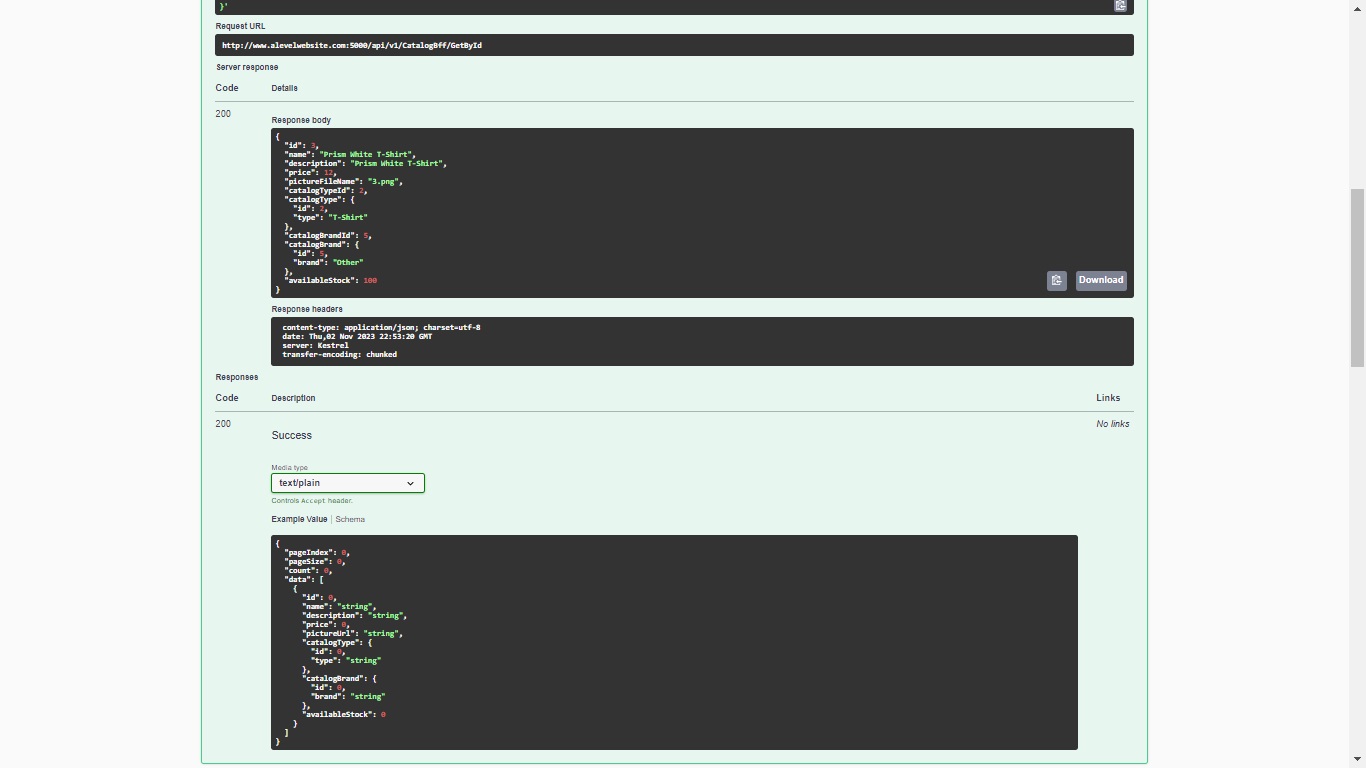 }'
Request URL
http://www.alevelwebsite.com:5000/api/v1/CatalogBff/GetById
Server response
Code Details
200
Response body
{
"id": 3,
"name": "Prism White T-Shirt",
"description": "Prism White T-Shirt",
"price": 12,
"pictureFileName": "3.png",
"catalogTypeId": 2,
"catalogType": {
"id": 2,
"type": "T-Shirt"
},
"catalogBrandId": 5,
"catalogBrand": {
"id": 5,
"brand": "Other"
},
"availableStock": 100
}
Download
Response headers
content-type: application/json; charset=utf-8
date: Thu,02 Nov 2023 22:53:20 GMT
server: Kestrel
transfer-encoding: chunked
Responses
Code Description Links
200 No links
Success
Media type
text/plain
Controls Accept header.
Example Value | Schema
{
"pageIndex": 0,
"pageSize": 0,
"count": 0,
"data": [
{
"id": 0,
"name": "string",
"description": "string",
"price": 0,
"pictureUrl": "string",
"catalogType": {
"id": 0,
"type": "string"
},
"catalogBrand": {
"id": 0,
"brand": "string"
},
"availableStock": 0
}
]
}